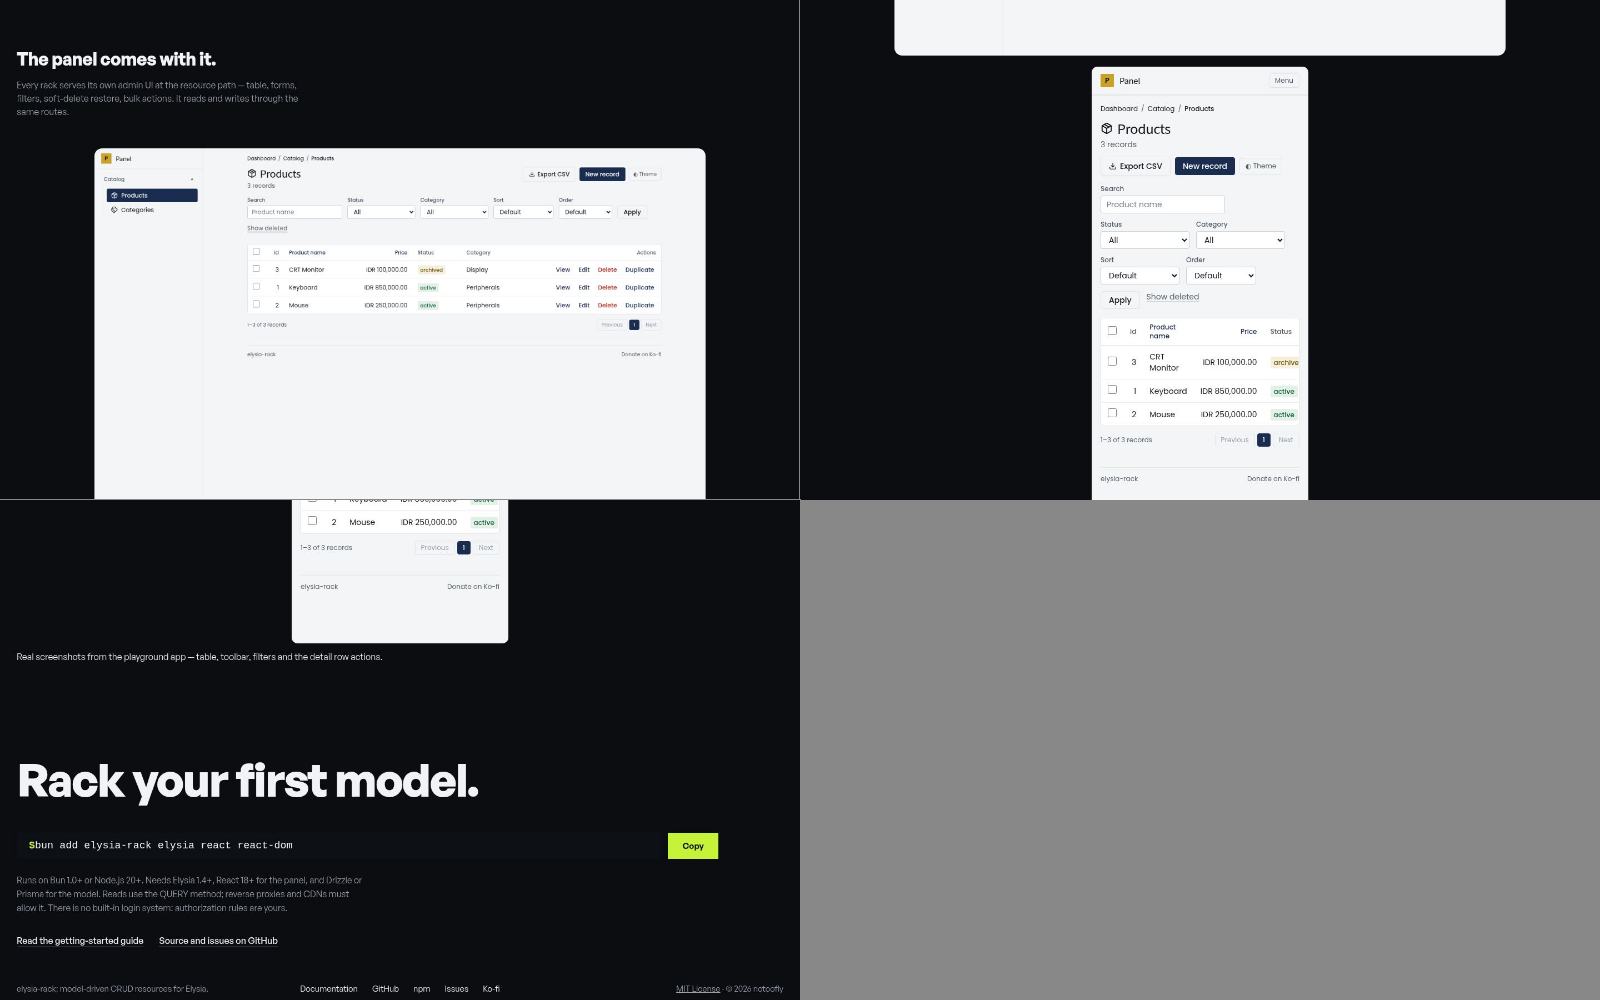 The panel comes with it.
Every rack serves its own admin UI at the resource path — table, forms,
filters, soft-delete restore, bulk actions. It reads and writes through the
same routes.
P Panel
Catalog
Products
Categories
Dashboard / Catalog / Products
Products
3 records
Export CSV New record Theme
Search Status Category Sort Order
Product name All All Default Default Apply
Show deleted
Id Product name Price Status Category Actions
3 CRT Monitor IDR 100,000.00 archived Display View Edit Delete Duplicate
1 Keyboard IDR 850,000.00 active Peripherals View Edit Delete Duplicate
2 Mouse IDR 250,000.00 active Peripherals View Edit Delete Duplicate
1–3 of 3 records Previous 1 Next
elysia-rack Donate on Ko-fi
P Panel Menu
Dashboard / Catalog / Products
Products
3 records
Export CSV New record Theme
Search
Product name
Status Category
All All
Sort Order
Default Default
Apply Show deleted
Id Product name Price Status
3 CRT Monitor IDR 100,000.00 archive
1 Keyboard IDR 850,000.00 active
2 Mouse IDR 250,000.00 active
1–3 of 3 records Previous 1 Next
elysia-rack Donate on Ko-fi
2 Mouse IDR 250,000.00 active
1–3 of 3 records Previous 1 Next
elysia-rack Donate on Ko-fi
Real screenshots from the playground app — table, toolbar, filters and the detail row actions.
Rack your first model.
$bun add elysia-rack elysia react react-dom Copy
Runs on Bun 1.0+ or Node.js 20+. Needs Elysia 1.4+, React 18+ for the panel, and Drizzle or
Prisma for the model. Reads use the QUERY method; reverse proxies and CDNs must
allow it. There is no built-in login system: authorization rules are yours.
Read the getting-started guide Source and issues on GitHub
elysia-rack: model-driven CRUD resources for Elysia. Documentation GitHub npm Issues Ko-fi MIT License · © 2026 notoofly